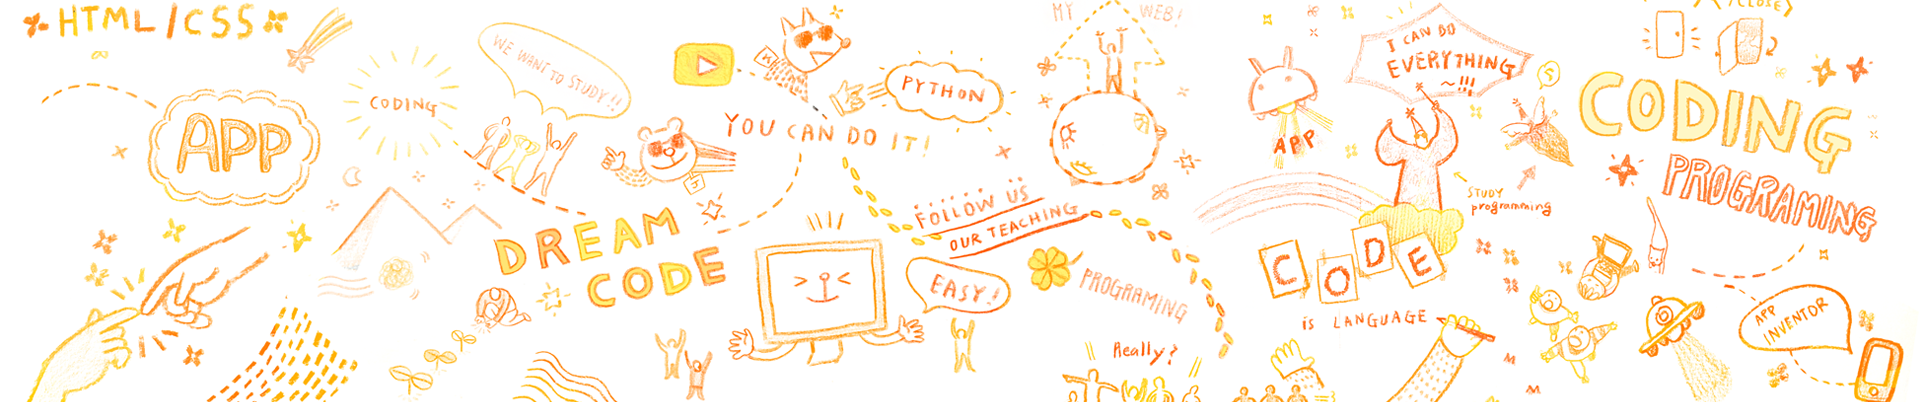 HTML/CSS
APP
CODING
WE WANT TO STUDY!!
K
J
YOU CAN DO IT!
PYTHON
DREAM
CODE
FOLLOW US
OUR TEACHING
EASY!
MY WEB!
PROGRAMING
Really?
APP
I CAN DO
EVERYTHING
~!!!
STUDY
programming
CODE
is LANGUAGE
CODING
PROGRAMING
APP
INVENTOR